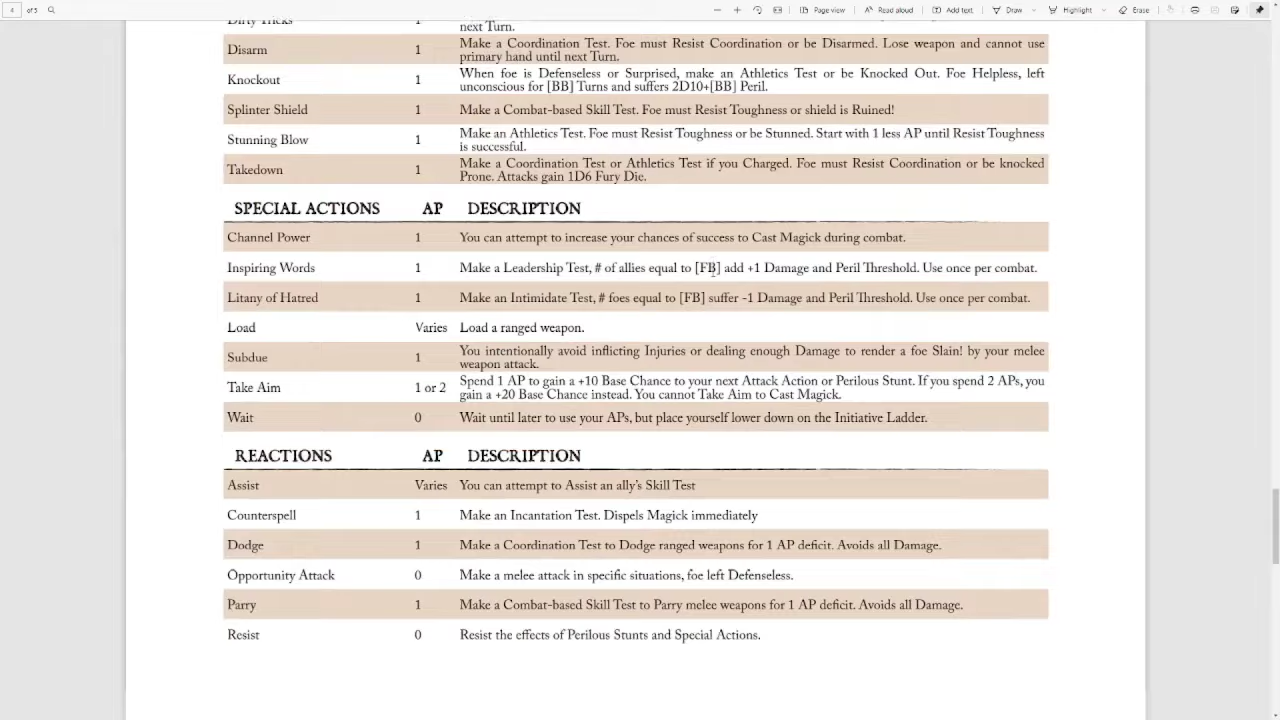 4 of 5 Page view Read aloud Add text Draw Highlight Erase
Dirty Tricks
next Turn.
Disarm 1 Make a Coordination Test. Foe must Resist Coordination or be Disarmed. Lose weapon and cannot use
primary hand until next Turn.
Knockout 1 When foe is Defenseless or Surprised, make an Athletics Test or be Knocked Out. Foe Helpless, left
unconscious for [BB] Turns and suffers 2D10+[BB] Peril.
Splinter Shield 1 Make a Combat-based Skill Test. Foe must Resist Toughness or shield is Ruined!
Stunning Blow 1 Make an Athletics Test. Foe must Resist Toughness or be Stunned. Start with 1 less AP until Resist Toughness
is successful.
Takedown 1 Make a Coordination Test or Athletics Test if you Charged. Foe must Resist Coordination or be knocked
Prone. Attacks gain 1D6 Fury Die.
SPECIAL ACTIONS AP DESCRIPTION
Channel Power 1 You can attempt to increase your chances of success to Cast Magick during combat.
Inspiring Words 1 Make a Leadership Test, # of allies equal to [FB] add +1 Damage and Peril Threshold. Use once per combat.
Litany of Hatred 1 Make an Intimidate Test, # foes equal to [FB] suffer -1 Damage and Peril Threshold. Use once per combat.
Load Varies Load a ranged weapon.
Subdue 1 You intentionally avoid inflicting Injuries or dealing enough Damage to render a foe Slain! by your melee
weapon attack.
Take Aim 1 or 2 Spend 1 AP to gain a +10 Base Chance to your next Attack Action or Perilous Stunt. If you spend 2 APs, you
gain a +20 Base Chance instead. You cannot Take Aim to Cast Magick.
Wait 0 Wait until later to use your APs, but place yourself lower down on the Initiative Ladder.
REACTIONS AP DESCRIPTION
Assist Varies You can attempt to Assist an ally's Skill Test
Counterspell 1 Make an Incantation Test. Dispels Magick immediately
Dodge 1 Make a Coordination Test to Dodge ranged weapons for 1 AP deficit. Avoids all Damage.
Opportunity Attack 0 Make a melee attack in specific situations, foe left Defenseless.
Parry 1 Make a Combat-based Skill Test to Parry melee weapons for 1 AP deficit. Avoids all Damage.
Resist 0 Resist the effects of Perilous Stunts and Special Actions.